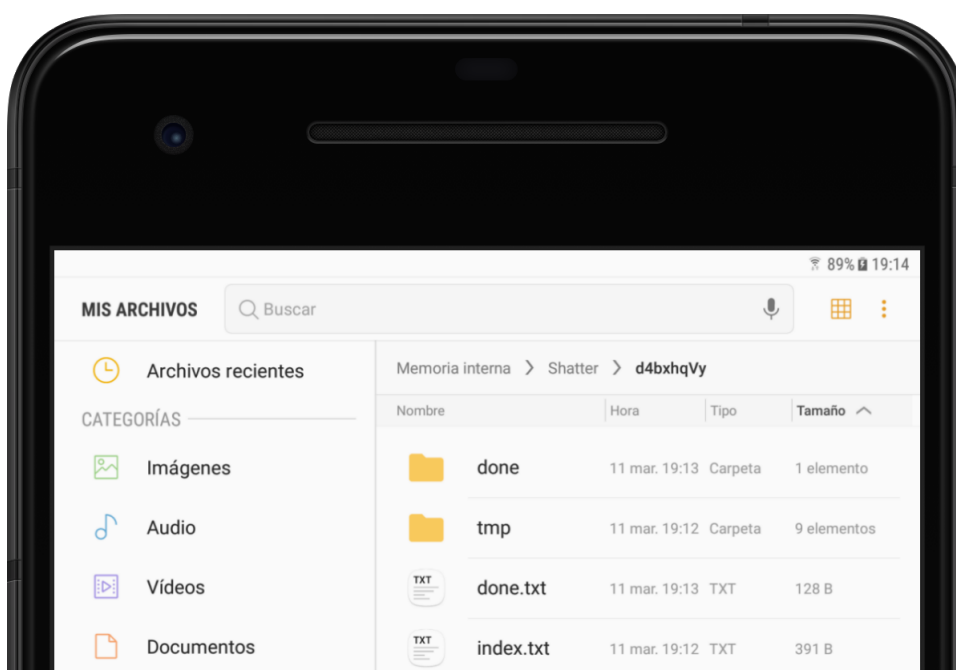 89% 19:14
MIS ARCHIVOS Buscar
Archivos recientes
CATEGORÍAS
Imágenes
Audio
Vídeos
Documentos
Memoria interna > Shatter > d4bxhqVy
Nombre Hora Tipo Tamaño
done 11 mar. 19:13 Carpeta 1 elemento
tmp 11 mar. 19:12 Carpeta 9 elementos
TXT done.txt 11 mar. 19:13 TXT 128 B
TXT index.txt 11 mar. 19:12 TXT 391 B